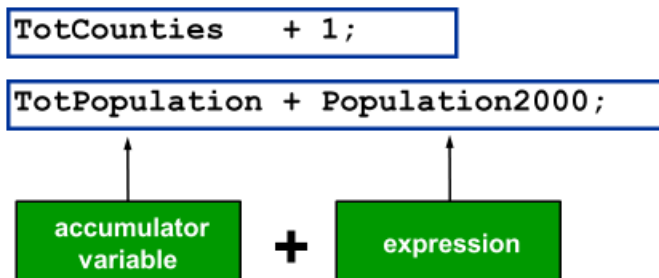 TotCounties + 1;
TotPopulation + Population2000;
accumulator
variable
+
expression